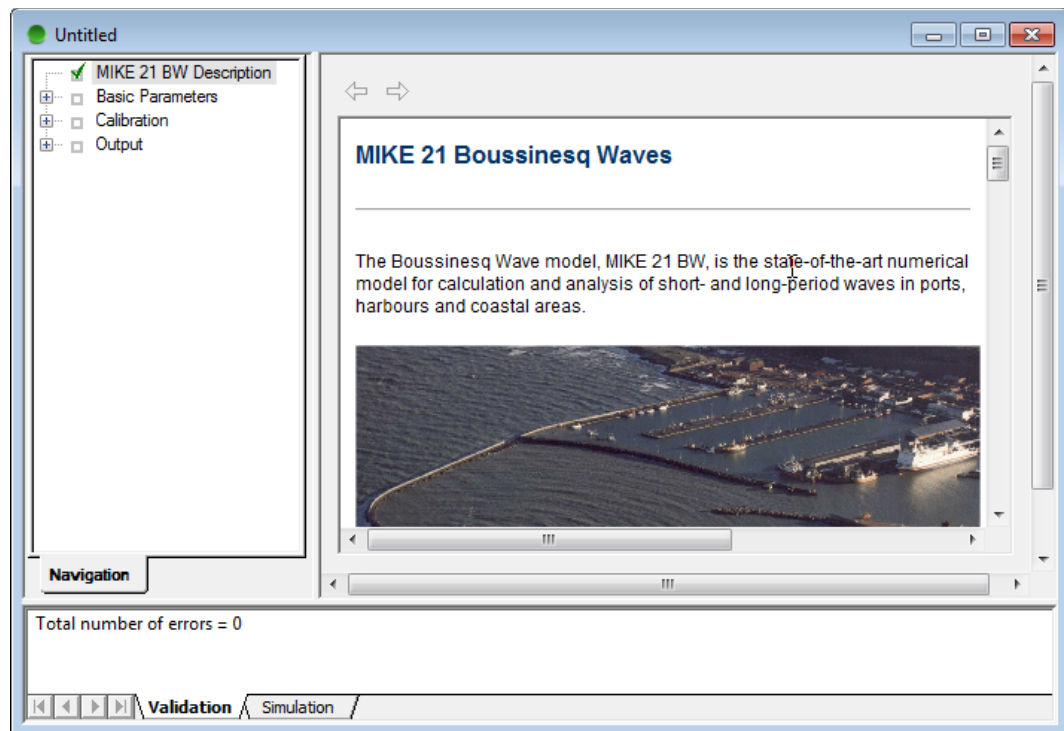 Untitled
MIKE 21 BW Description
Basic Parameters
Calibration
Output
MIKE 21 Boussinesq Waves
The Boussinesq Wave model, MIKE 21 BW, is the state-of-the-art numerical
model for calculation and analysis of short- and long-period waves in ports,
harbours and coastal areas.
Navigation
Total number of errors = 0
Validation
Simulation